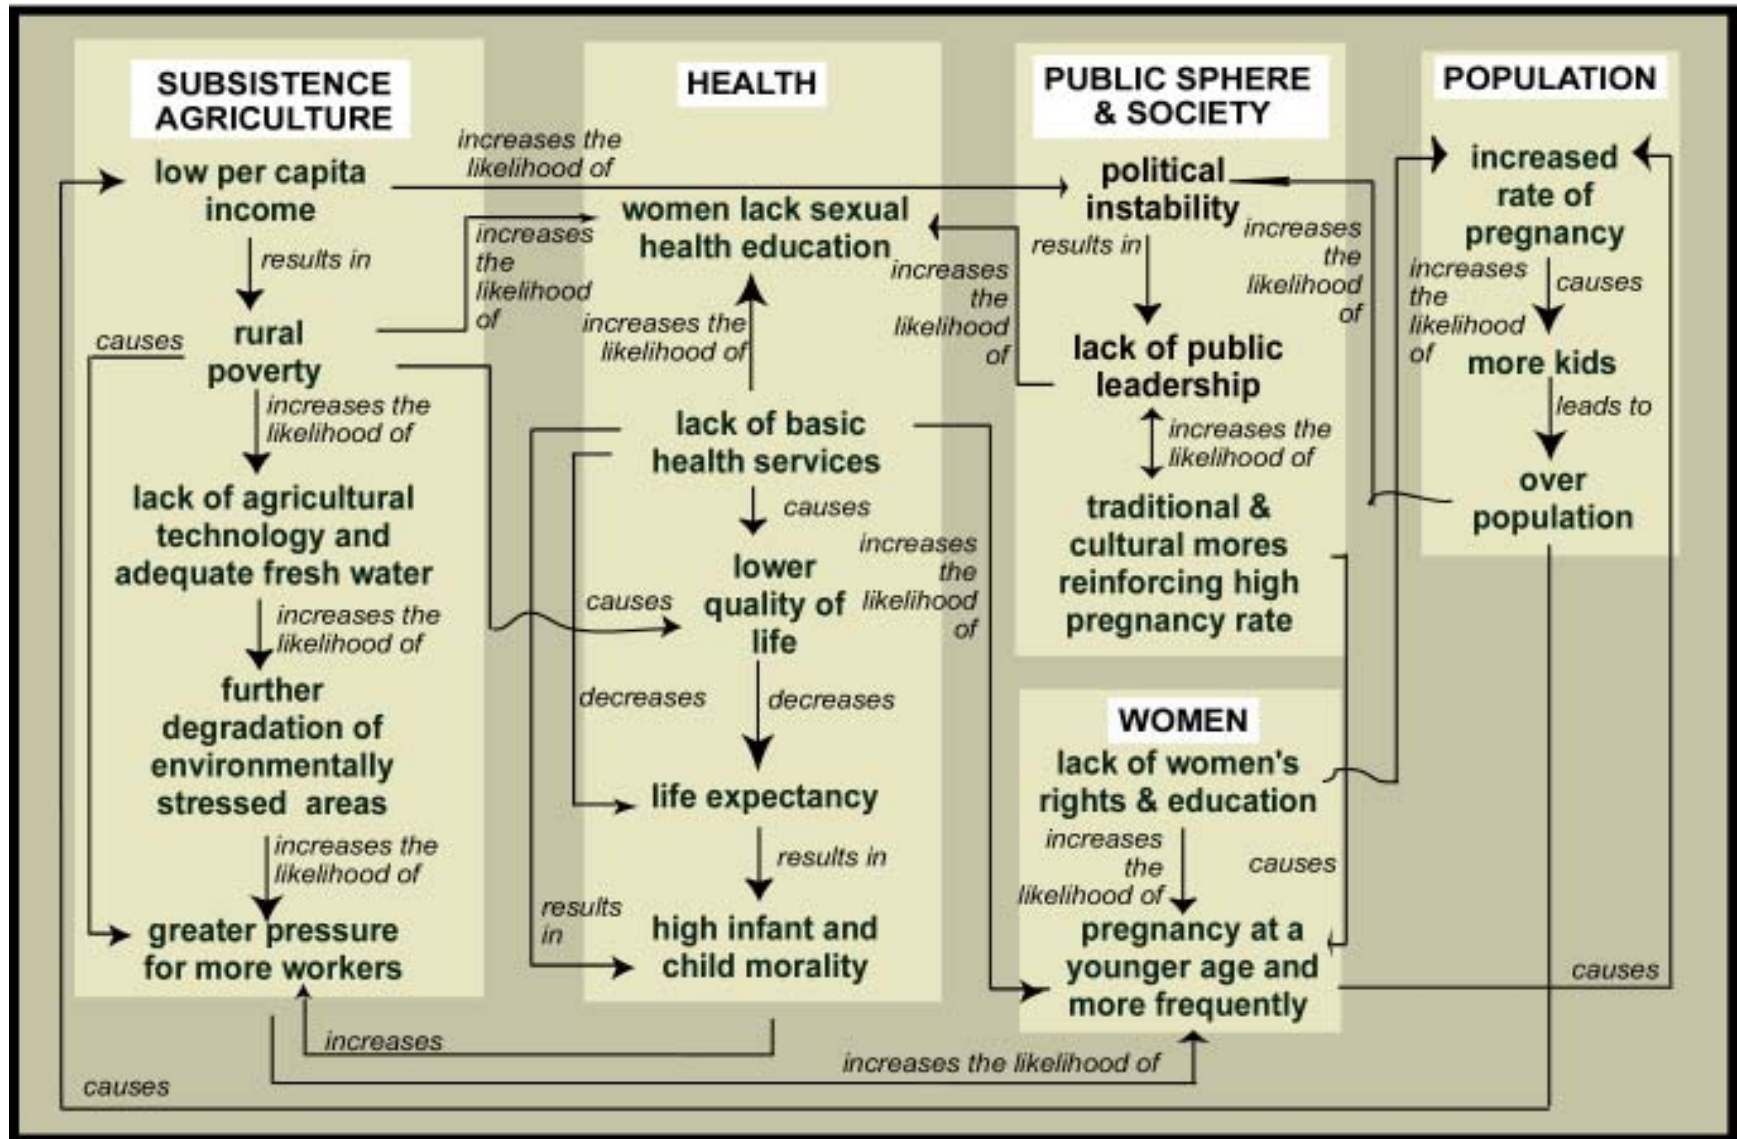 SUBSISTENCE
AGRICULTURE
low per capita
income
results in
rural
poverty
causes
increases the
likelihood of
lack of agricultural
technology and
adequate fresh water
increases the
likelihood of
further
degradation of
environmentally
stressed areas
increases the
likelihood of
greater pressure
for more workers
increases the
likelihood of
increases
the
likelihood
of
HEALTH
women lack sexual
health education
increases the
likelihood of
lack of basic
health services
causes
lower
quality of
life
causes
decreases
decreases
life expectancy
results in
results
in
high infant and
child morality
increases
the
likelihood
of
increases
the
likelihood
of
PUBLIC SPHERE
& SOCIETY
political
instability
results in
increases
the
likelihood
of
lack of public
leadership
increases the
likelihood of
traditional &
cultural mores
reinforcing high
pregnancy rate
WOMEN
lack of women's
rights & education
increases
the
likelihood of
causes
pregnancy at a
younger age and
more frequently
POPULATION
increased
rate of
pregnancy
increases
the
likelihood
of
causes
more kids
leads to
over
population
causes
increases
increases the likelihood of
causes